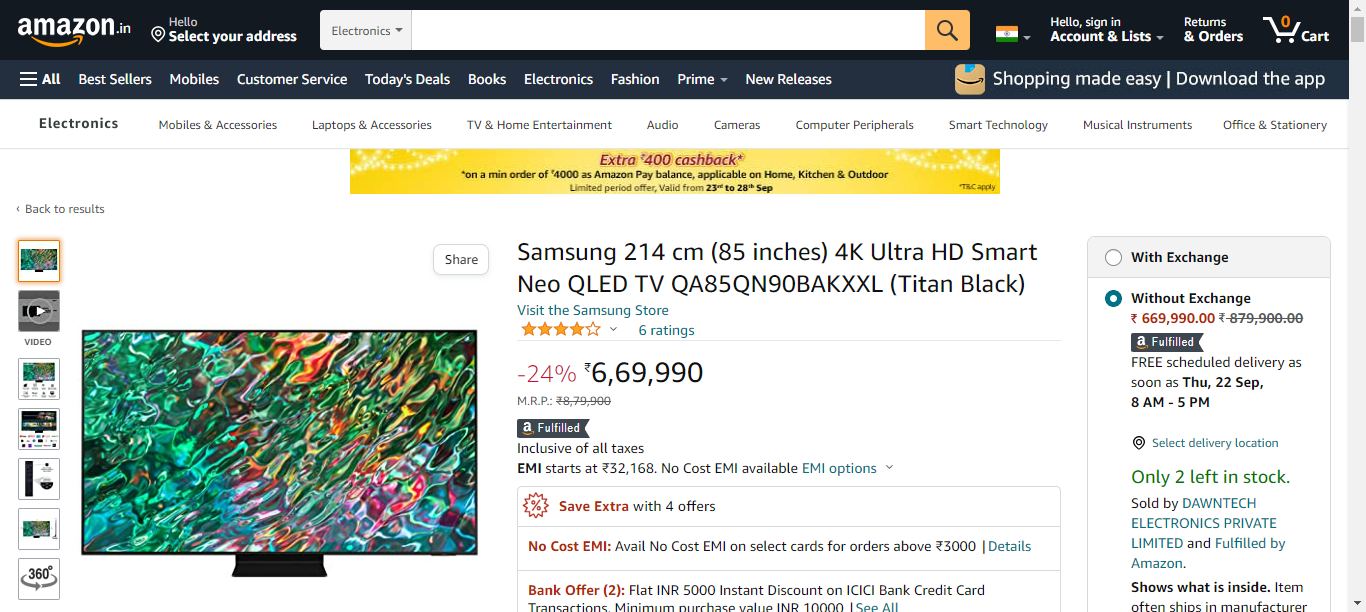 amazon.in
Hello
Select your address
Electronics
Hello, sign in
Account & Lists
Returns
& Orders
0
Cart
All
Best Sellers
Mobiles
Customer Service
Today's Deals
Books
Electronics
Fashion
Prime
New Releases
Shopping made easy | Download the app
Electronics
Mobiles & Accessories
Laptops & Accessories
TV & Home Entertainment
Audio
Cameras
Computer Peripherals
Smart Technology
Musical Instruments
Office & Stationery
Extra ₹400 cashback*
*on a min order of ₹4000 as Amazon Pay balance, applicable on Home, Kitchen & Outdoor
Limited period offer, Valid from 23rd to 28th Sep
*T&C apply
‹ Back to results
VIDEO
360°
Share
Samsung 214 cm (85 inches) 4K Ultra HD Smart
Neo QLED TV QA85QN90BAKXXL (Titan Black)
Visit the Samsung Store
6 ratings
-24% ₹6,69,990
M.R.P.: ₹8,79,900
a Fulfilled
Inclusive of all taxes
EMI starts at ₹32,168. No Cost EMI available EMI options
Save Extra with 4 offers
No Cost EMI: Avail No Cost EMI on select cards for orders above ₹3000 | Details
Bank Offer (2): Flat INR 5000 Instant Discount on ICICI Bank Credit Card
Transactions. Minimum purchase value INR 10000 | See All
With Exchange
Without Exchange
₹ 669,990.00 ₹ 879,900.00
a Fulfilled
FREE scheduled delivery as
soon as Thu, 22 Sep,
8 AM - 5 PM
Select delivery location
Only 2 left in stock.
Sold by DAWNTECH
ELECTRONICS PRIVATE
LIMITED and Fulfilled by
Amazon.
Shows what is inside. Item
often ships in manufacturer